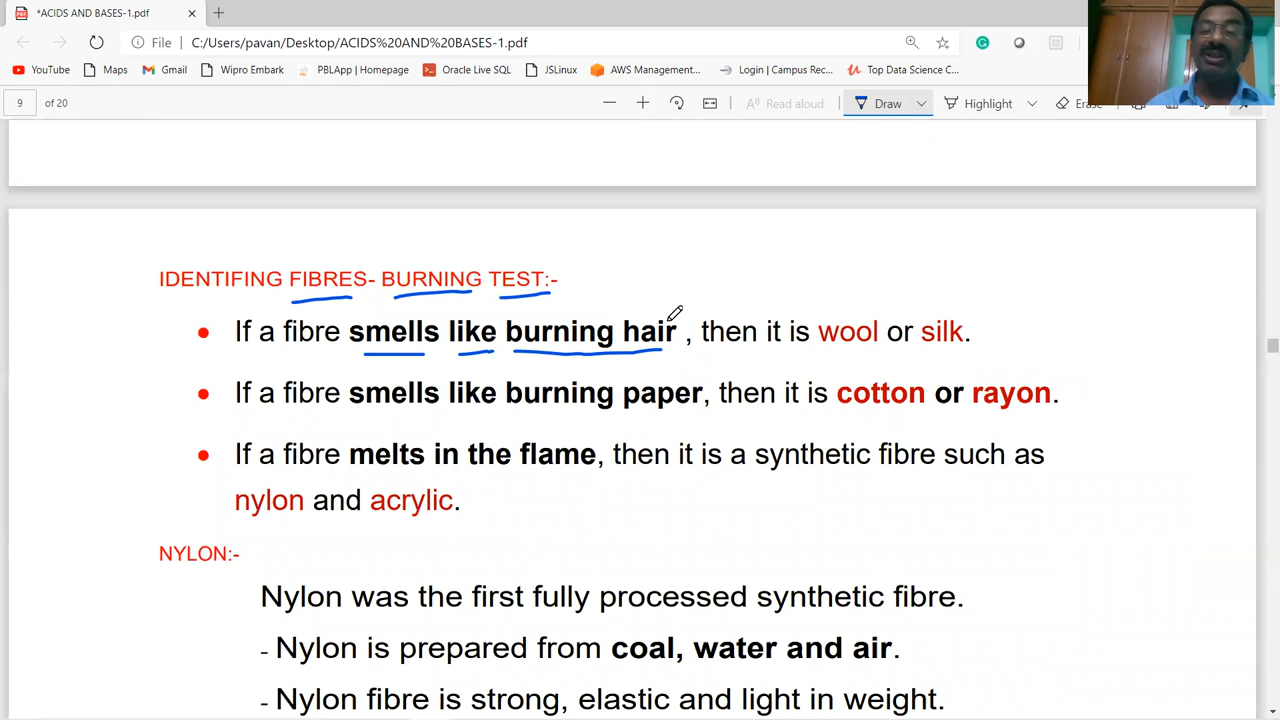 *ACIDS AND BASES-1.pdf
File C:/Users/pavan/Desktop/ACIDS%20AND%20BASES-1.pdf
YouTube Maps Gmail Wipro Embark PBLApp | Homepage Oracle Live SQL JSLinux AWS Management... Login | Campus Rec... Top Data Science C...
9 of 20 Read aloud Draw Highlight Erase
IDENTIFING FIBRES- BURNING TEST:-
If a fibre smells like burning hair , then it is wool or silk.
If a fibre smells like burning paper, then it is cotton or rayon.
If a fibre melts in the flame, then it is a synthetic fibre such as
nylon and acrylic.
NYLON:-
Nylon was the first fully processed synthetic fibre.
- Nylon is prepared from coal, water and air.
- Nylon fibre is strong, elastic and light in weight.